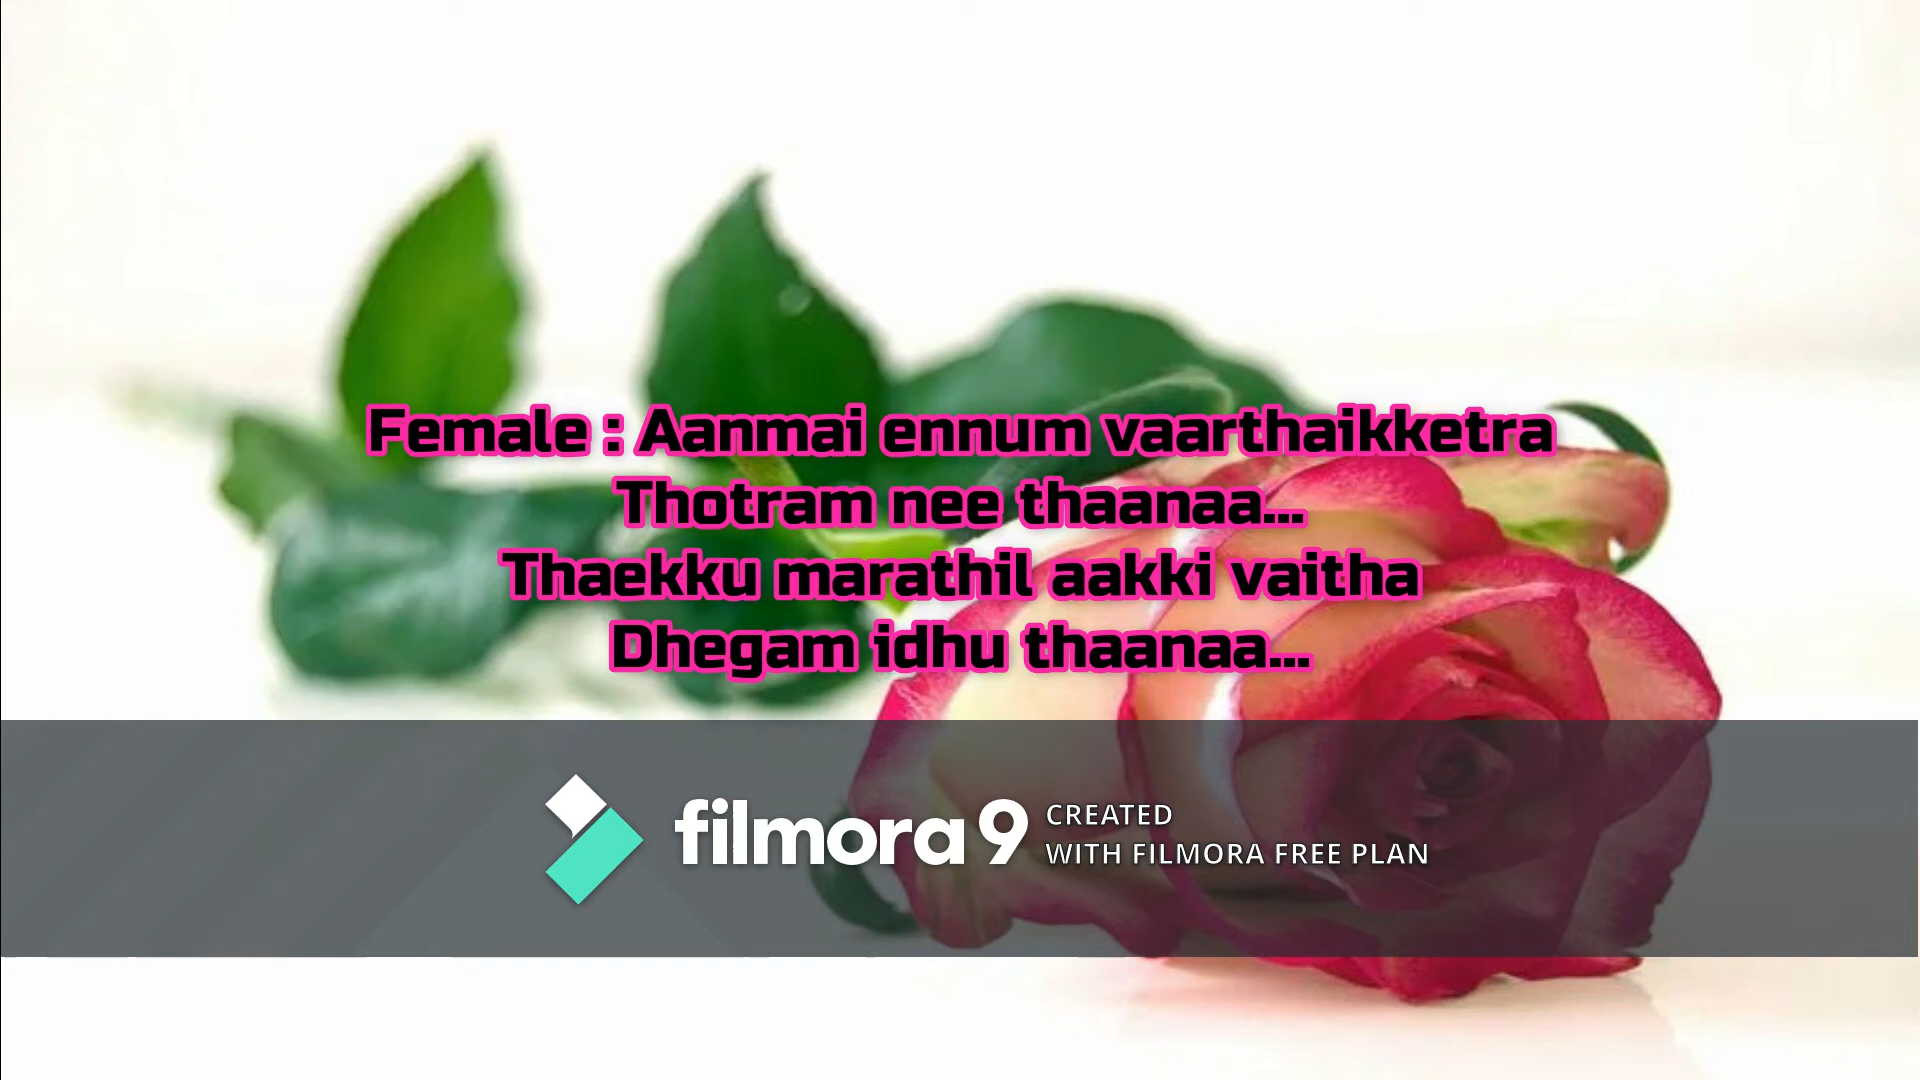 Female : Aanmai ennum vaarthaikketra
Thotram nee thaanaa...
Thaekku marathil aakki vaitha
Dhegam idhu thaanaa...
filmora 9 CREATED
WITH FILMORA FREE PLAN